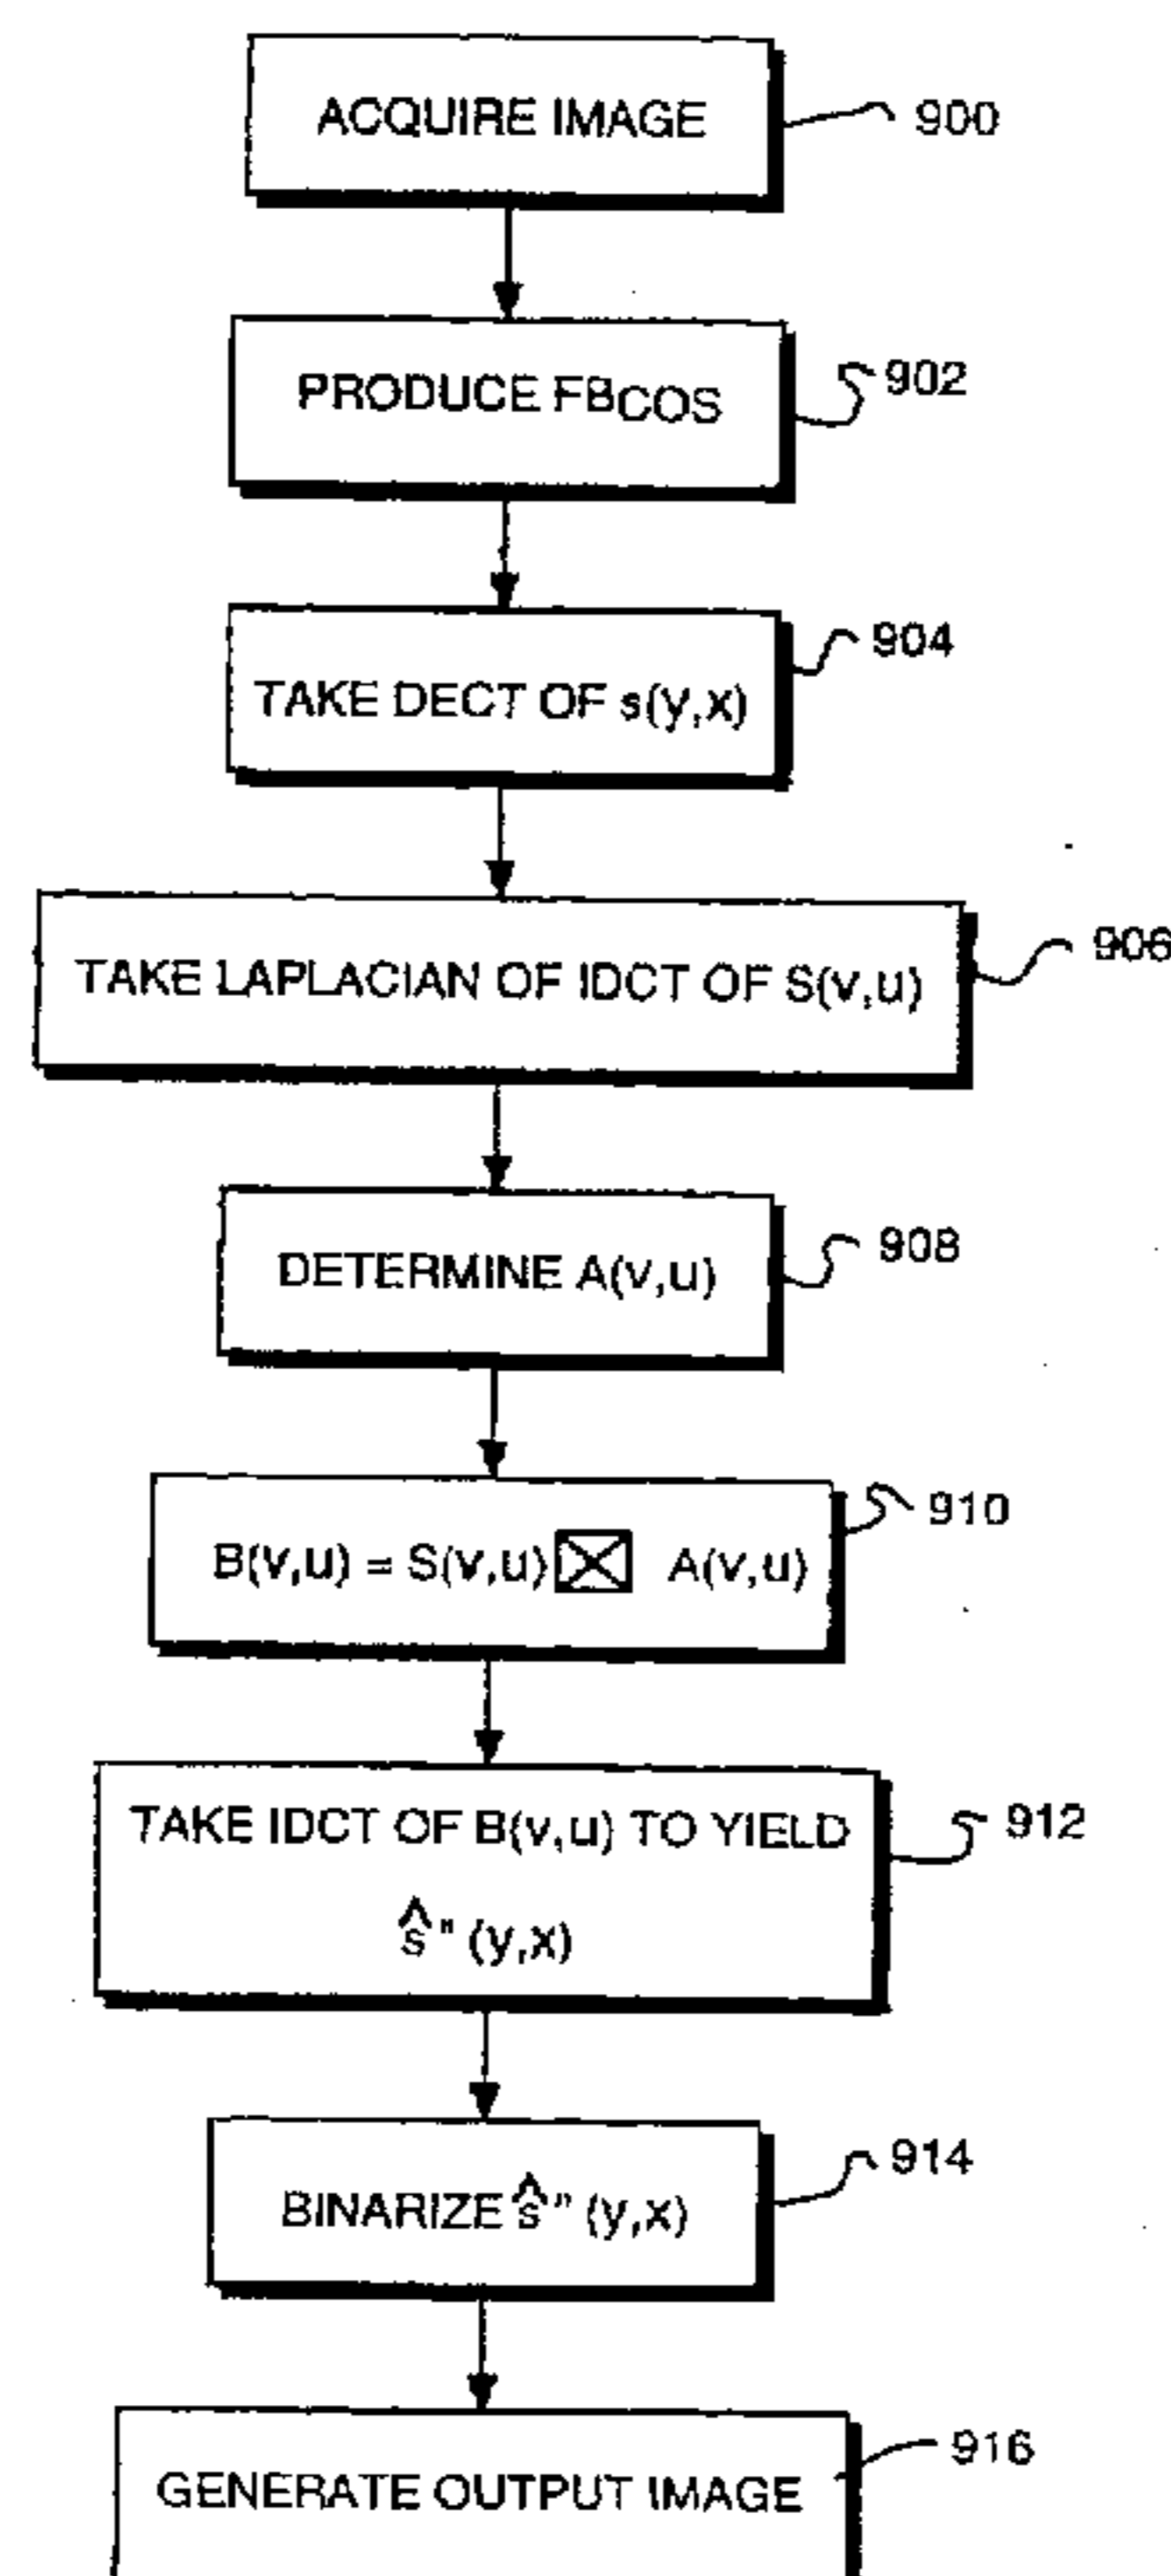 ACQUIRE IMAGE
900
PRODUCE FBCOS
902
TAKE DECT OF s(y,x)
904
TAKE LAPLACIAN OF IDCT OF S(v,u)
906
DETERMINE A(v,u)
908
B(v,u) = S(v,u) ⊠ A(v,u)
910
TAKE IDCT OF B(v,u) TO YIELD
ŝ" (y,x)
912
BINARIZE ŝ" (y,x)
914
GENERATE OUTPUT IMAGE
916